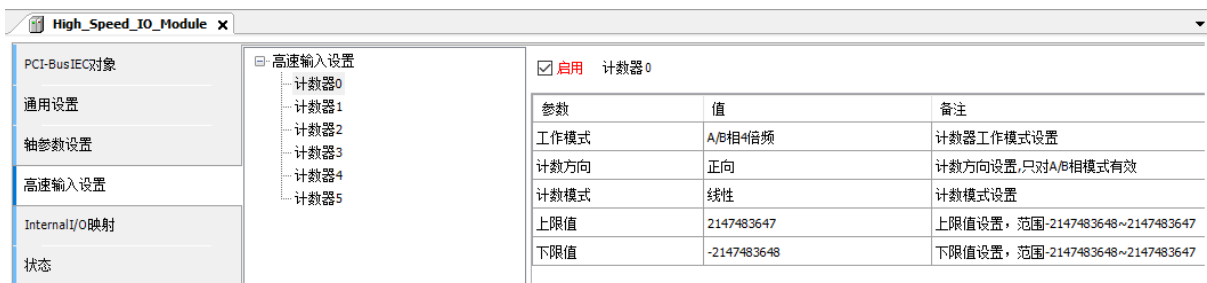 High_Speed_IO_Module
PCI-BusIEC对象
通用设置
轴参数设置
高速输入设置
InternalI/O映射
状态
高速输入设置
计数器0
计数器1
计数器2
计数器3
计数器4
计数器5
启用 计数器0
参数 值 备注
工作模式 A/B相4倍频 计数器工作模式设置
计数方向 正向 计数方向设置,只对A/B相模式有效
计数模式 线性 计数模式设置
上限值 2147483647 上限值设置，范围-2147483648~2147483647
下限值 -2147483648 下限值设置，范围-2147483648~2147483647